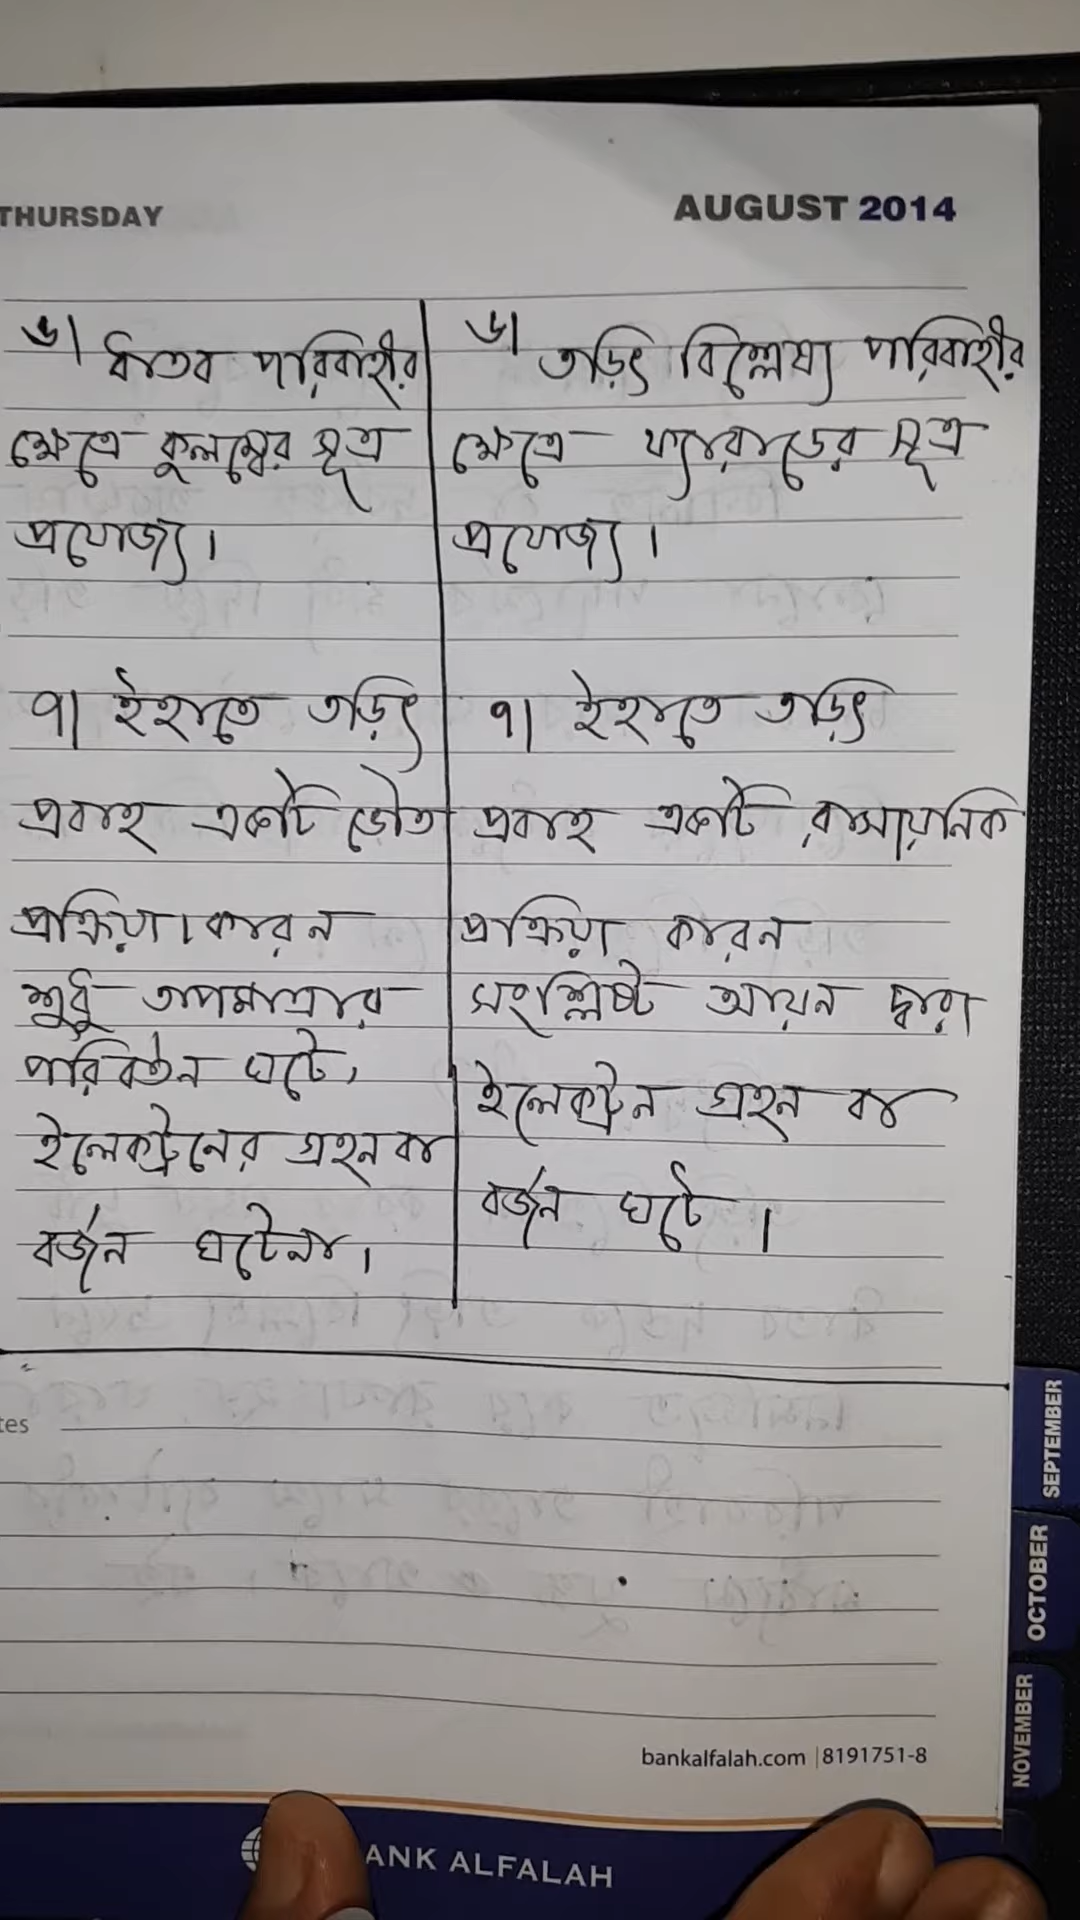 THURSDAY
AUGUST 2014
৬। ধাতব পরিবাহীর
ক্ষেত্রে কুলম্বের সূত্র
প্রযোজ্য।
৭। ইহাতে তড়িৎ
প্রবাহ একটি ভৌত
প্রক্রিয়া। কারন
শুধু তাপমাত্রার
পরিবর্তন ঘটে,
ইলেকট্রনের গ্রহন বা
বর্জন ঘটেনা।
৬। তড়িৎ বিশ্লেষ্য পরিবাহীর
ক্ষেত্রে ফ্যারাডের সূত্র
প্রযোজ্য।
৭। ইহাতে তড়িৎ
প্রবাহ একটি রাসায়নিক
প্রক্রিয়া কারন
সংশ্লিষ্ট আয়ন দ্বারা
ইলেকট্রন গ্রহন বা
বর্জন ঘটে।
tes
SEPTEMBER
OCTOBER
NOVEMBER
bankalfalah.com | 8191751-8
ANK ALFALAH